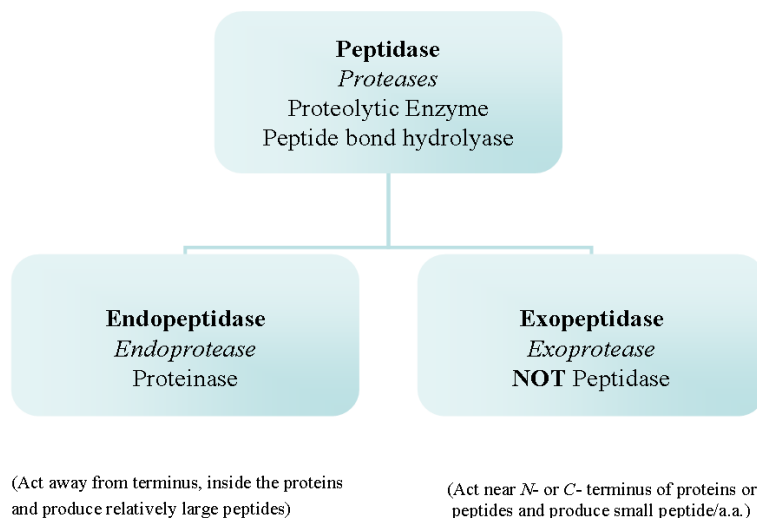 Peptidase
Proteases
Proteolytic Enzyme
Peptide bond hydrolyase
Endopeptidase
Endoprotease
Proteinase
Exopeptidase
Exoprotease
NOT Peptidase
(Act away from terminus, inside the proteins
and produce relatively large peptides)
(Act near N- or C- terminus of proteins or
peptides and produce small peptide/a.a.)